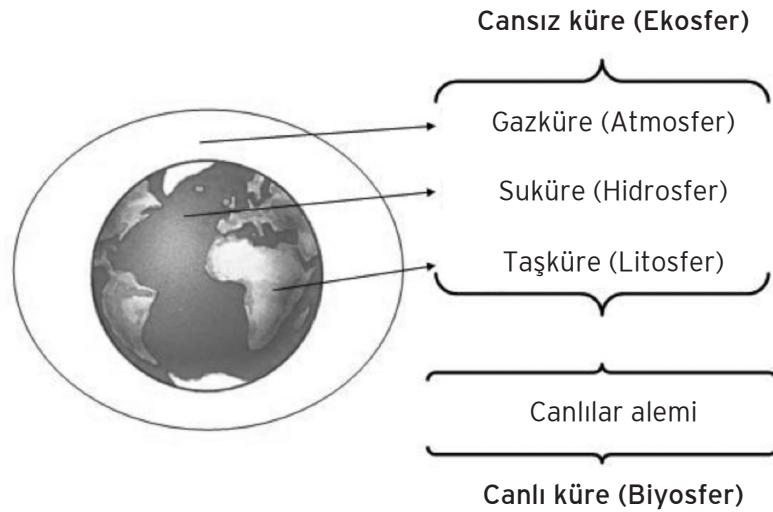 Cansız küre (Ekosfer)
Gazküre (Atmosfer)
Suküre (Hidrosfer)
Taşküre (Litosfer)
Canlılar alemi
Canlı küre (Biyosfer)